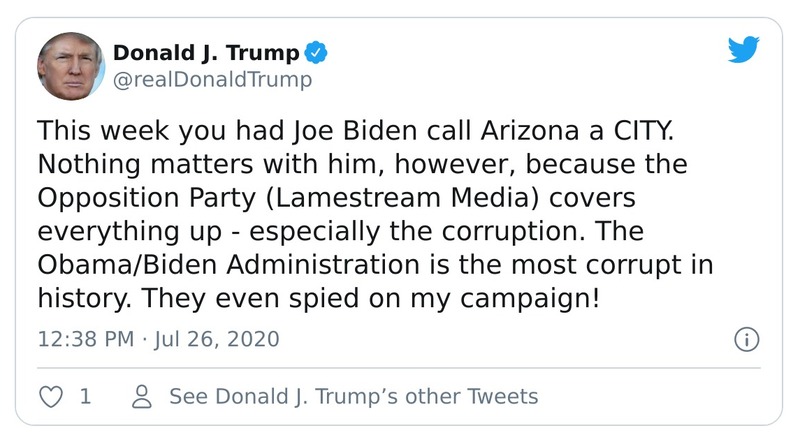 Donald J. Trump
@realDonaldTrump
This week you had Joe Biden call Arizona a CITY.
Nothing matters with him, however, because the
Opposition Party (Lamestream Media) covers
everything up - especially the corruption. The
Obama/Biden Administration is the most corrupt in
history. They even spied on my campaign!
12:38 PM · Jul 26, 2020
1 See Donald J. Trump’s other Tweets